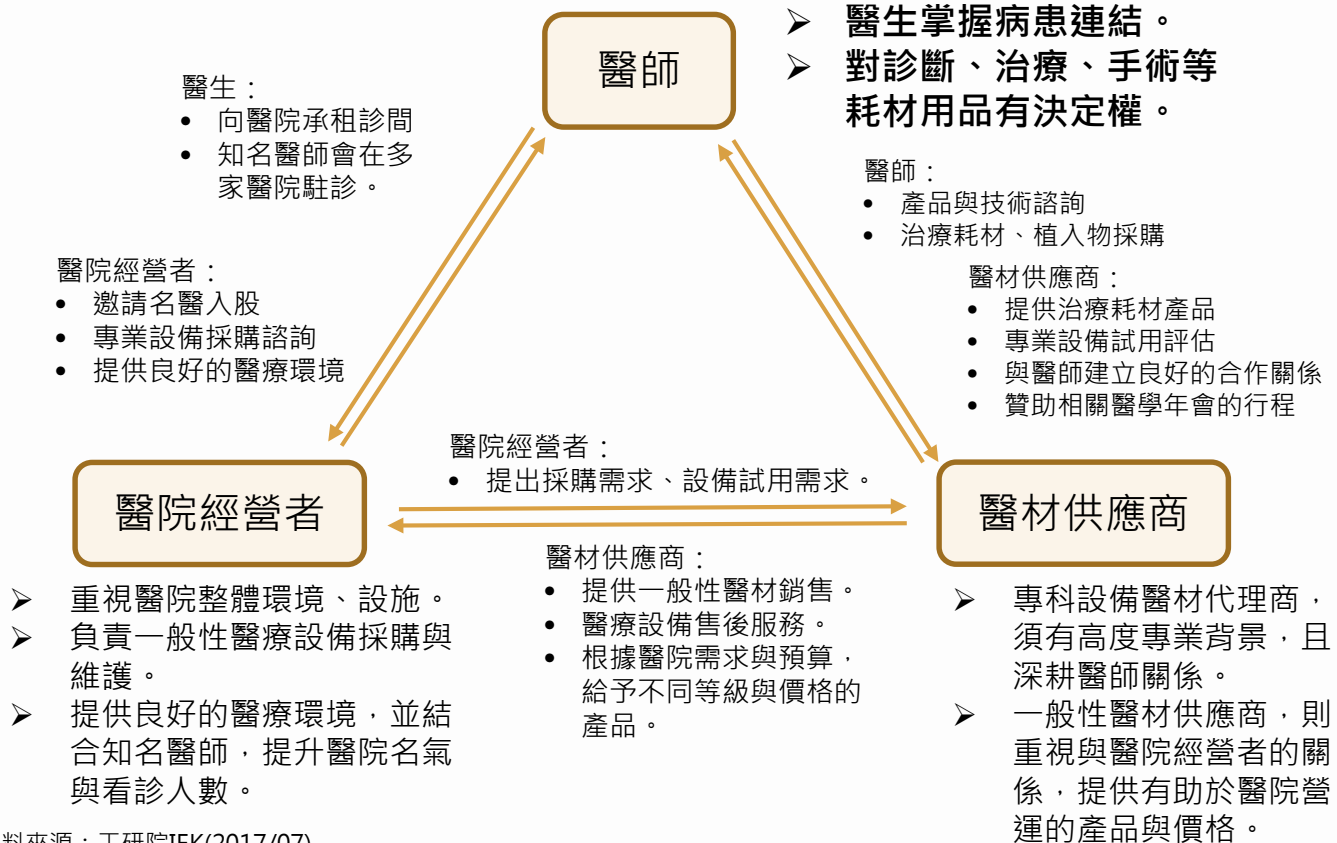 醫師
➢ 醫生掌握病患連結。
➢ 對診斷、治療、手術等
耗材用品有決定權。
醫生：
• 向醫院承租診間
• 知名醫師會在多
家醫院駐診。
醫師：
• 產品與技術諮詢
• 治療耗材、植入物採購
醫院經營者：
• 邀請名醫入股
• 專業設備採購諮詢
• 提供良好的醫療環境
醫材供應商：
• 提供治療耗材產品
• 專業設備試用評估
• 與醫師建立良好的合作關係
• 贊助相關醫學年會的行程
醫院經營者：
• 提出採購需求、設備試用需求。
醫院經營者
醫材供應商
醫材供應商：
• 提供一般性醫材銷售。
• 醫療設備售後服務。
• 根據醫院需求與預算，
給予不同等級與價格的
產品。
➢ 重視醫院整體環境、設施。
➢ 負責一般性醫療設備採購與
維護。
➢ 提供良好的醫療環境，並結
合知名醫師，提升醫院名氣
與看診人數。
➢ 專科設備醫材代理商，
須有高度專業背景，且
深耕醫師關係。
➢ 一般性醫材供應商，則
重視與醫院經營者的關
係，提供有助於醫院營
運的產品與價格。
料來源：工研院IEK(2017/07)